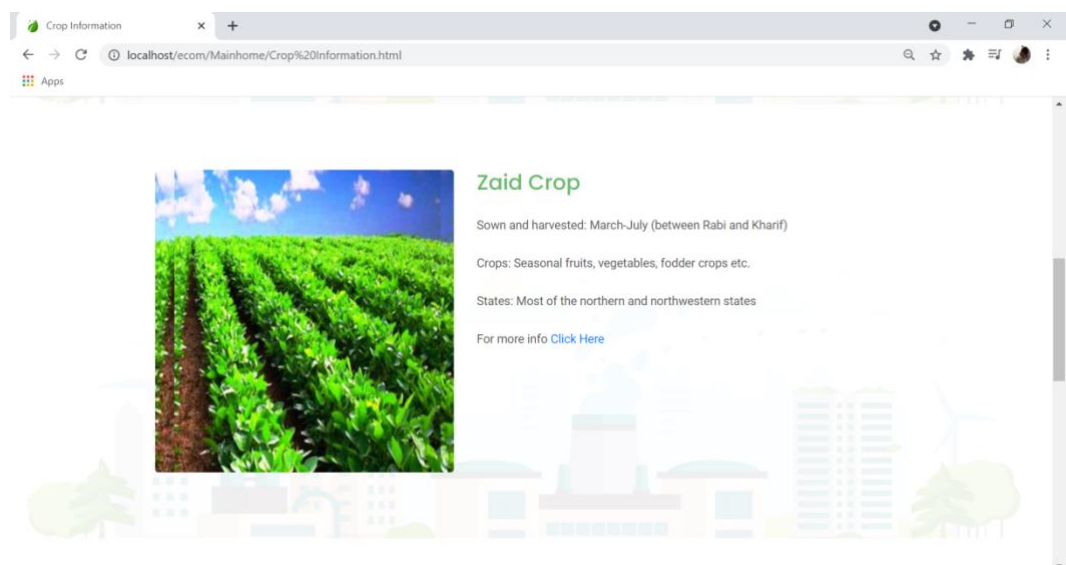 Crop Information
localhost/ecom/Mainhome/Crop%20Information.html
Apps
Zaid Crop
Sown and harvested: March-July (between Rabi and Kharif)
Crops: Seasonal fruits, vegetables, fodder crops etc.
States: Most of the northern and northwestern states
For more info Click Here